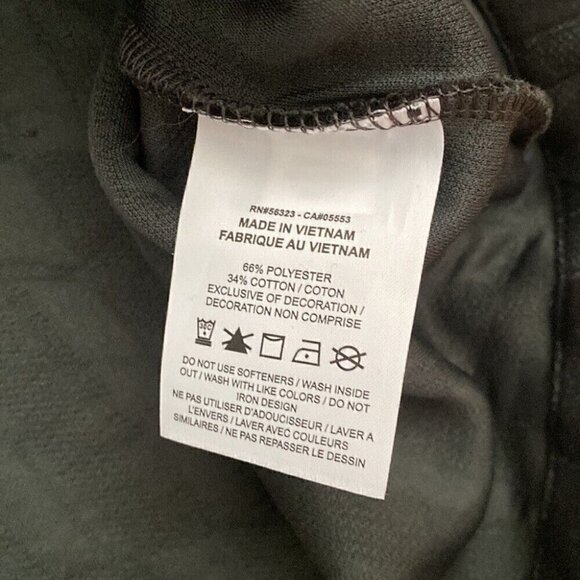 RN#56323 - CA#05553
MADE IN VIETNAM
FABRIQUE AU VIETNAM
66% POLYESTER
34% COTTON / COTON
EXCLUSIVE OF DECORATION /
DECORATION NON COMPRISE
DO NOT USE SOFTENERS / WASH INSIDE
OUT / WASH WITH LIKE COLORS / DO NOT
IRON DESIGN
NE PAS UTILISER D'ADOUCISSEUR / LAVER A
L'ENVERS / LAVER AVEC COULEURS
SIMILAIRES / NE PAS REPASSER LE DESSIN